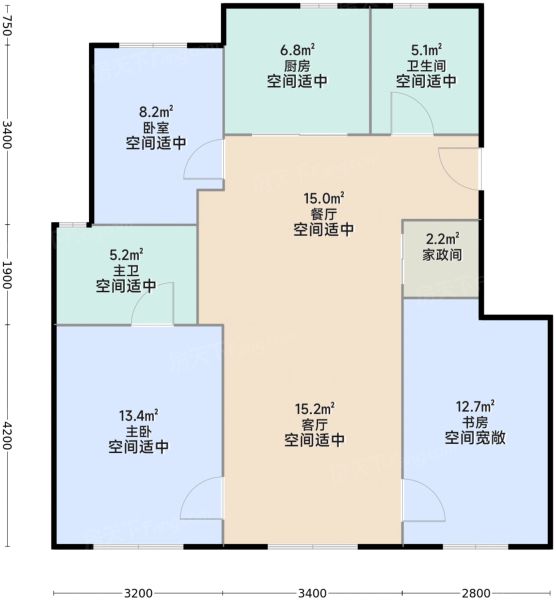 750
3400
1900
4200
6.8㎡
厨房
空间适中
5.1㎡
卫生间
空间适中
8.2㎡
卧室
空间适中
15.0㎡
餐厅
空间适中
2.2㎡
家政间
5.2㎡
主卫
空间适中
13.4㎡
主卧
空间适中
15.2㎡
客厅
空间适中
12.7㎡
书房
空间宽敞
3200
3400
2800